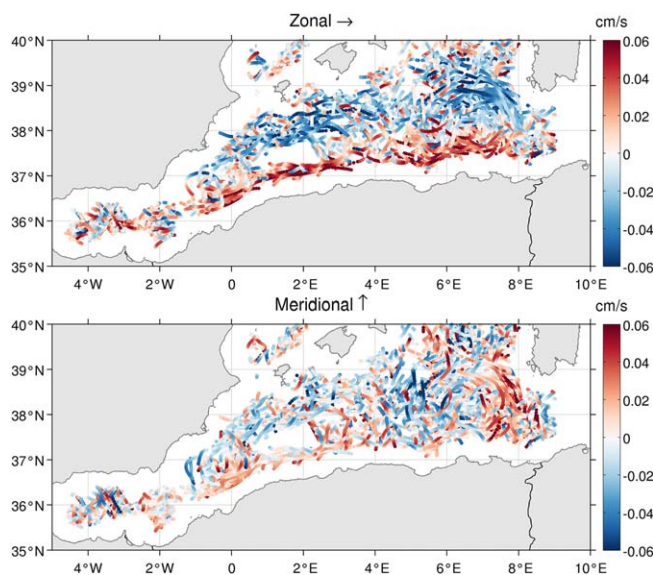 Zonal →
cm/s
40°N
39°N
38°N
37°N
36°N
35°N
4°W
2°W
0
2°E
4°E
6°E
8°E
10°E
0.06
0.04
0.02
0
-0.02
-0.04
-0.06
Meridional ↑
cm/s
40°N
39°N
38°N
37°N
36°N
35°N
4°W
2°W
0
2°E
4°E
6°E
8°E
10°E
0.06
0.04
0.02
0
-0.02
-0.04
-0.06